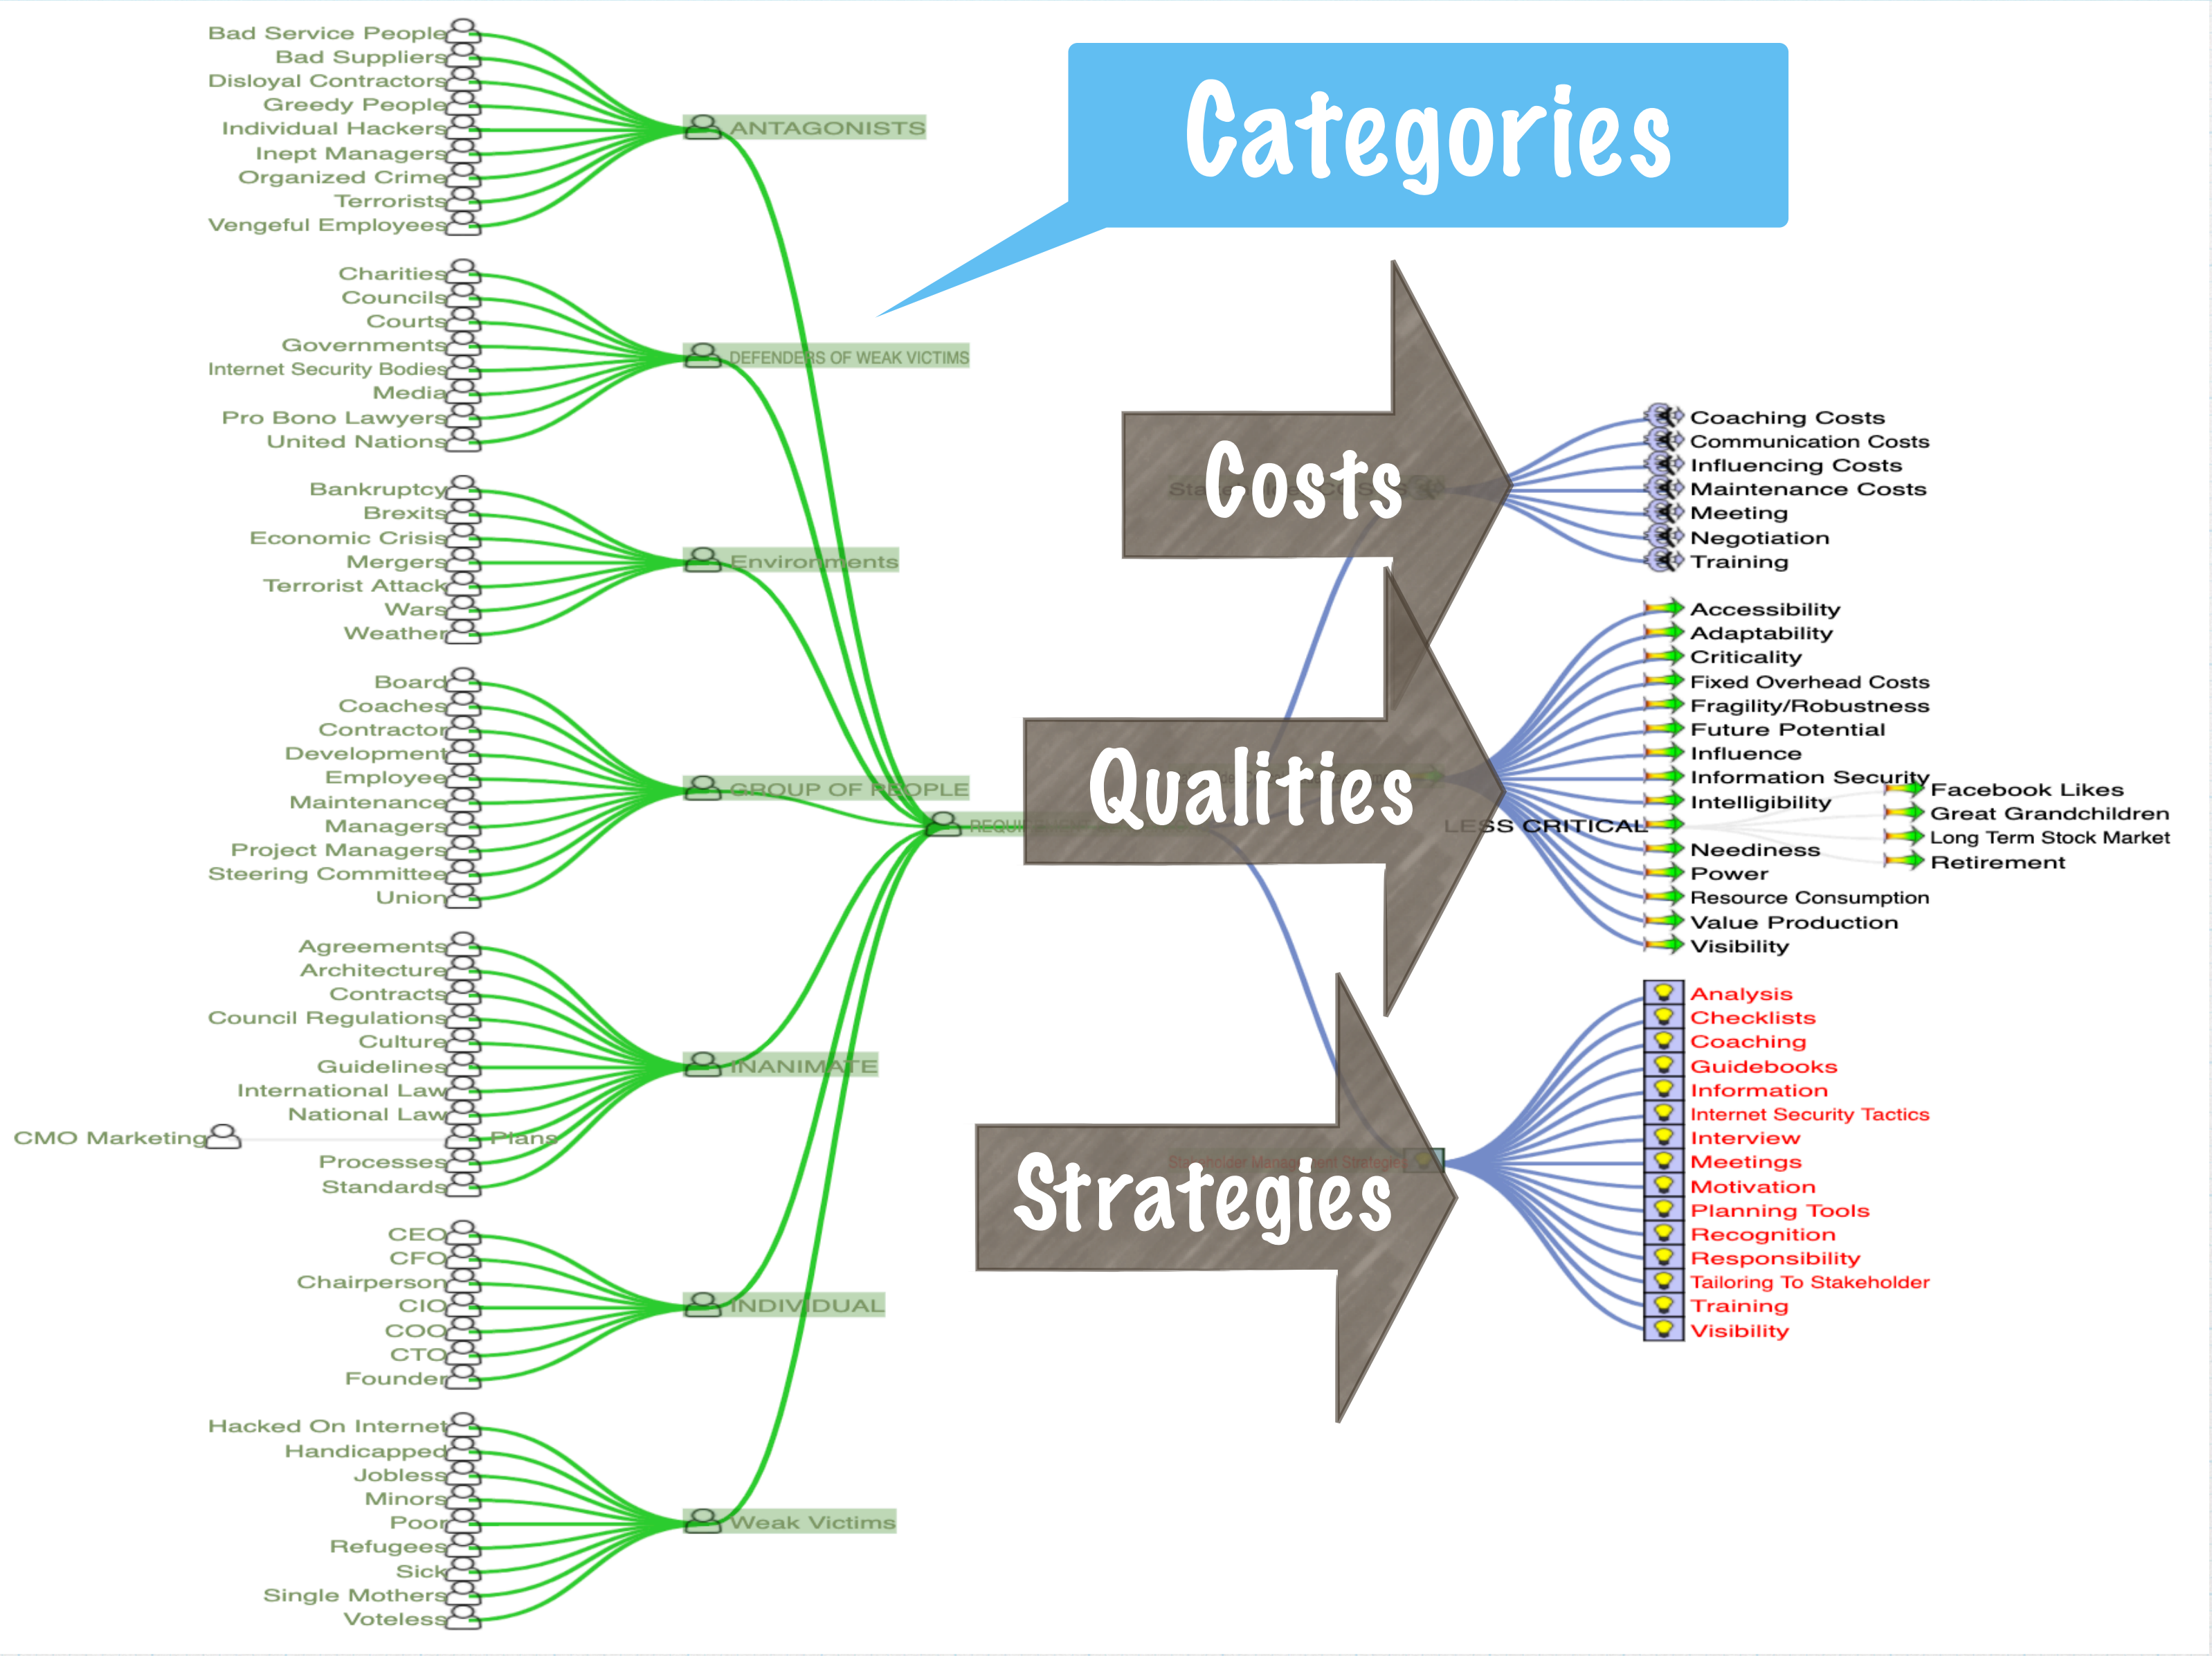 Bad Service People
Bad Suppliers
Disloyal Contractors
Greedy People
Individual Hackers
Inept Managers
Organized Crime
Terrorists
Vengeful Employees
ANTAGONISTS
Charities
Councils
Courts
Governments
Internet Security Bodies
Media
Pro Bono Lawyers
United Nations
DEFENDERS OF WEAK VICTIMS
Bankruptcy
Brexits
Economic Crisis
Mergers
Terrorist Attack
Wars
Weather
Environments
Board
Coaches
Contractor
Development
Employee
Maintenance
Managers
Project Managers
Steering Committee
Union
GROUP OF PEOPLE
Agreements
Architecture
Contracts
Council Regulations
Culture
Guidelines
International Law
National Law
CMO Marketing
Plans
Processes
Standards
INANIMATE
CEO
CFO
Chairperson
CIO
COO
CTO
Founder
INDIVIDUAL
Hacked On Internet
Handicapped
Jobless
Minors
Poor
Refugees
Sick
Single Mothers
Voteless
Weak Victims
Categories
Costs
Coaching Costs
Communication Costs
Influencing Costs
Maintenance Costs
Meeting
Negotiation
Training
Qualities
Accessibility
Adaptability
Criticality
Fixed Overhead Costs
Fragility/Robustness
Future Potential
Influence
Information Security
Intelligibility
LESS CRITICAL
Facebook Likes
Great Grandchildren
Long Term Stock Market
Retirement
Neediness
Power
Resource Consumption
Value Production
Visibility
Stakeholder Management Strategies
Strategies
Analysis
Checklists
Coaching
Guidebooks
Information
Internet Security Tactics
Interview
Meetings
Motivation
Planning Tools
Recognition
Responsibility
Tailoring To Stakeholder
Training
Visibility